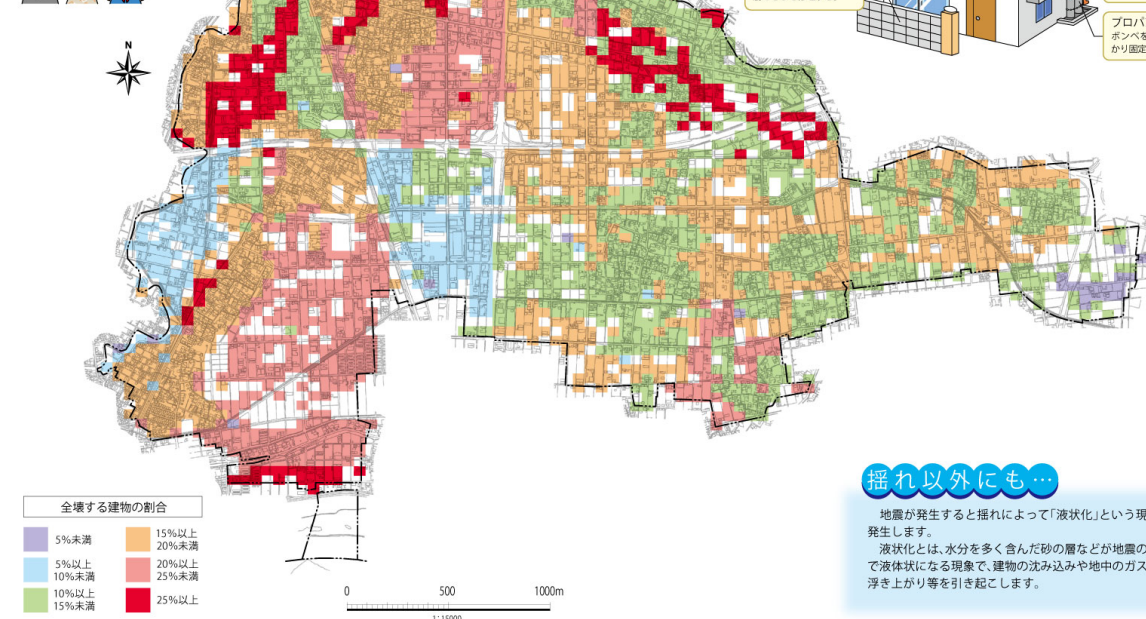 N
プロパ
ボンベを
かり固定
全壊する建物の割合
5%未満
15%以上
20%未満
5%以上
10%未満
20%以上
25%未満
10%以上
15%未満
25%以上
0 500 1000m
1:15000
揺れ以外にも…
地震が発生すると揺れによって「液状化」という現
発生します。
液状化とは、水分を多く含んだ砂の層などが地震の
で液体状になる現象で、建物の沈み込みや地中のガス
浮き上がり等を引き起こします。